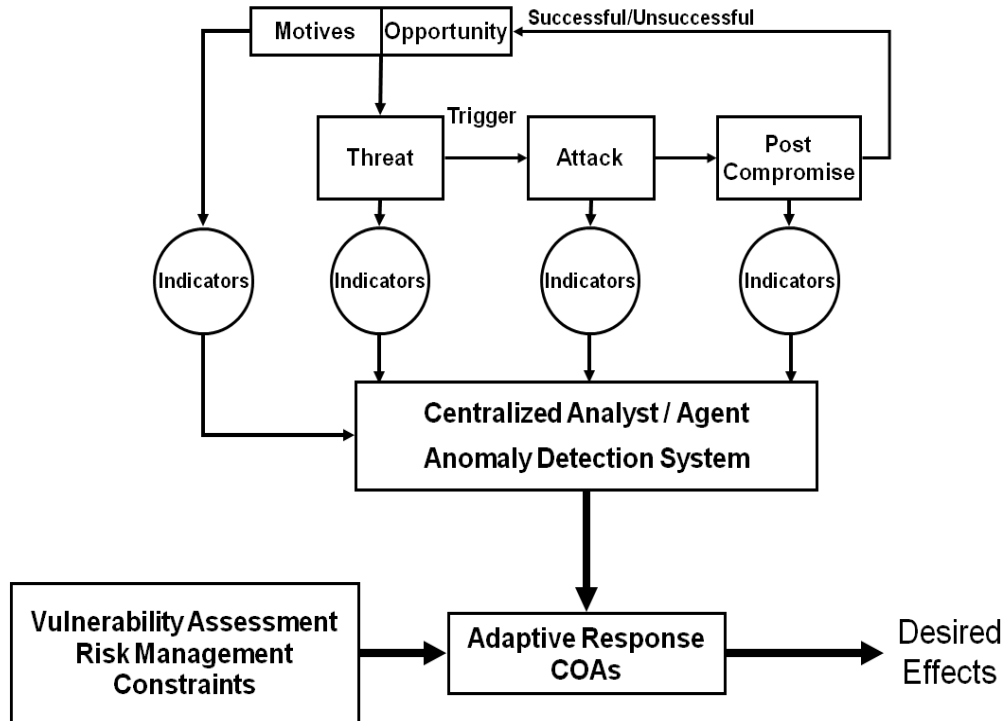 Successful/Unsuccessful
Motives
Opportunity
Trigger
Threat
Attack
Post
Compromise
Indicators
Indicators
Indicators
Indicators
Centralized Analyst / Agent
Anomaly Detection System
Vulnerability Assessment
Risk Management
Constraints
Adaptive Response
COAs
Desired
Effects